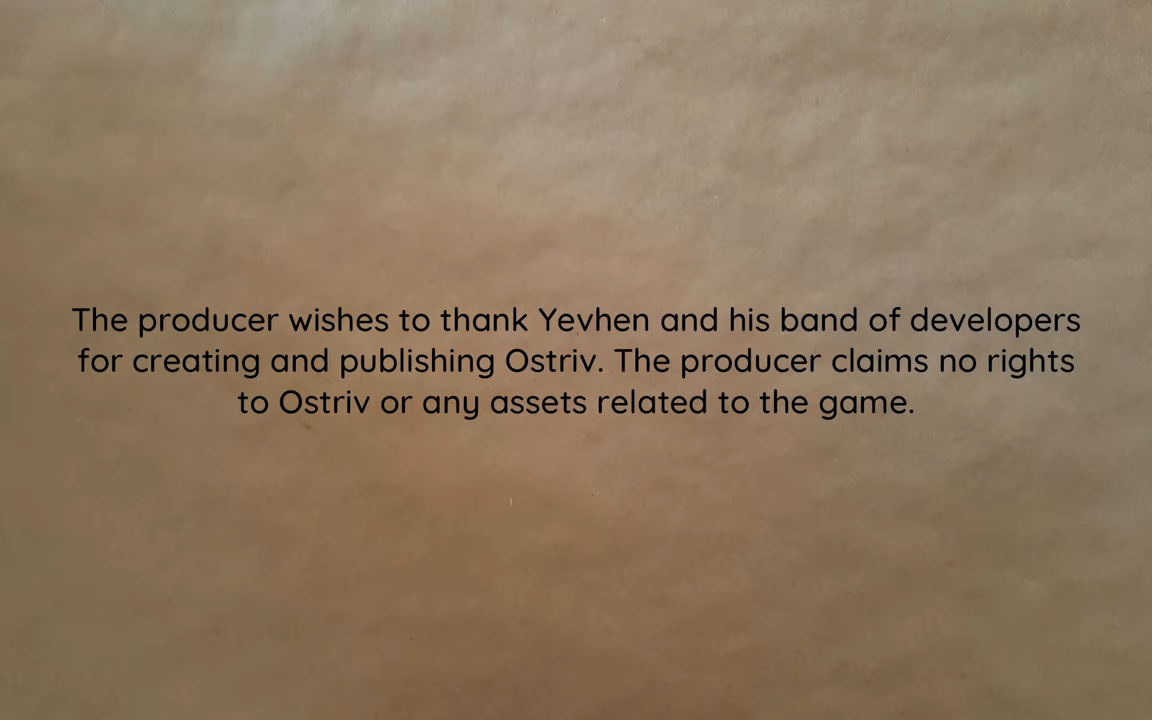 The producer wishes to thank Yevhen and his band of developers
for creating and publishing Ostriv. The producer claims no rights
to Ostriv or any assets related to the game.